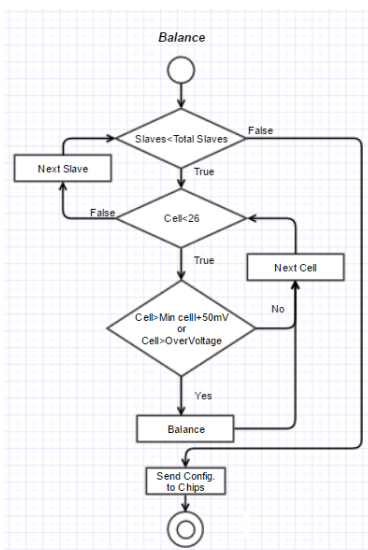 Balance
Slaves<Total Slaves
False
Next Slave
True
False
Cell<26
True
Next Cell
Cell>Min celll+50mV
or
Cell>OverVoltage
No
Yes
Balance
Send Config.
to Chips